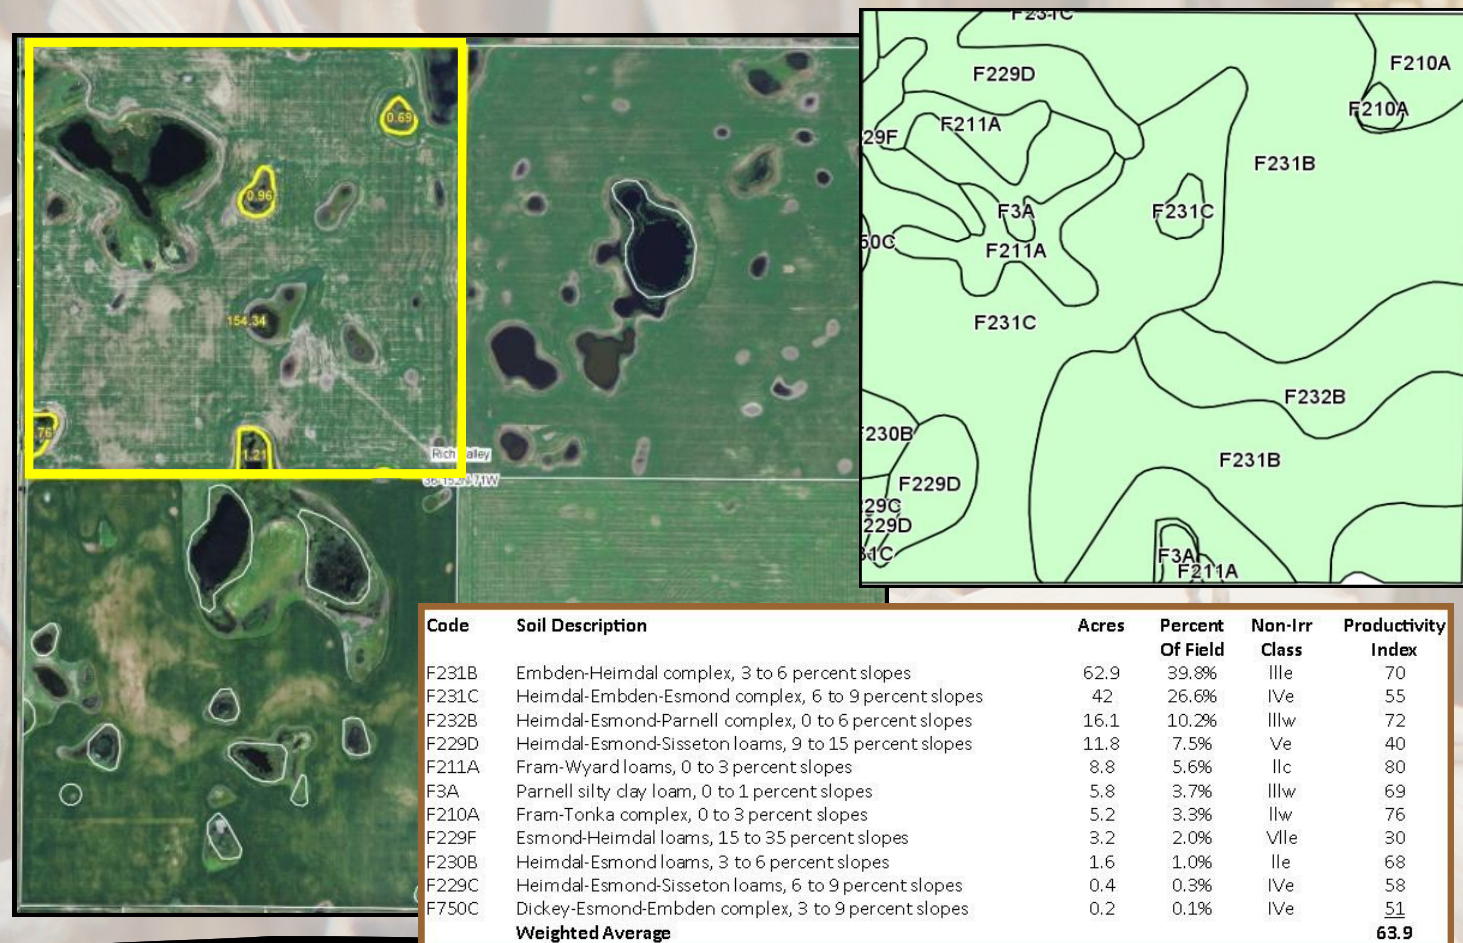 0.69
0.96
154.34
76
1.21
Rich Valley
F231C
F229D
F210A
F211A
F210A
29F
F231B
F3A
F231C
50C
F211A
F231C
F232B
F230B
F231B
F229D
29C
229D
31C
F3A
F211A
Code Soil Description Acres Percent Of Field Non-Irr Class Productivity Index
F231B Embden-Heimdal complex, 3 to 6 percent slopes 62.9 39.8% IIIe 70
F231C Heimdal-Embden-Esmond complex, 6 to 9 percent slopes 42 26.6% IVe 55
F232B Heimdal-Esmond-Parnell complex, 0 to 6 percent slopes 16.1 10.2% IIIw 72
F229D Heimdal-Esmond-Sisseton loams, 9 to 15 percent slopes 11.8 7.5% Ve 40
F211A Fram-Wyard loams, 0 to 3 percent slopes 8.8 5.6% IIc 80
F3A Parnell silty clay loam, 0 to 1 percent slopes 5.8 3.7% IIIw 69
F210A Fram-Tonka complex, 0 to 3 percent slopes 5.2 3.3% IIw 76
F229F Esmond-Heimdal loams, 15 to 35 percent slopes 3.2 2.0% VIIe 30
F230B Heimdal-Esmond loams, 3 to 6 percent slopes 1.6 1.0% IIe 68
F229C Heimdal-Esmond-Sisseton loams, 6 to 9 percent slopes 0.4 0.3% IVe 58
F750C Dickey-Esmond-Embden complex, 3 to 9 percent slopes 0.2 0.1% IVe 51
Weighted Average 63.9